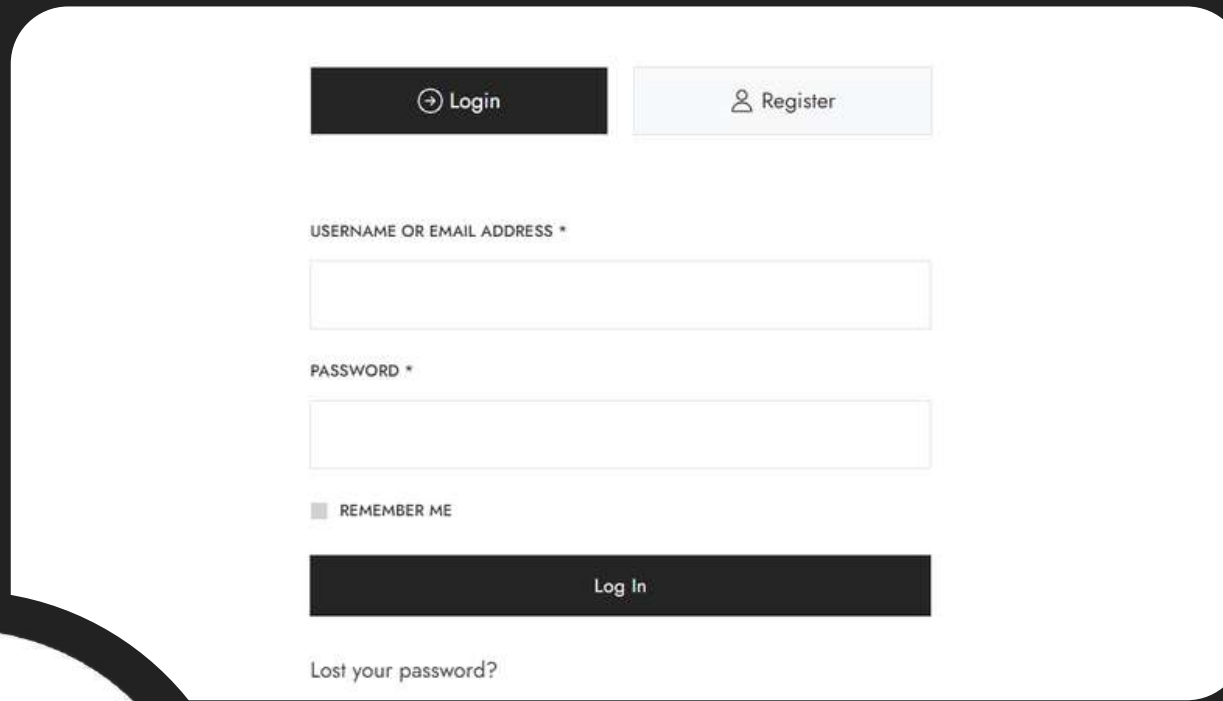 Login
Register
USERNAME OR EMAIL ADDRESS *
PASSWORD *
REMEMBER ME
Log In
Lost your password?